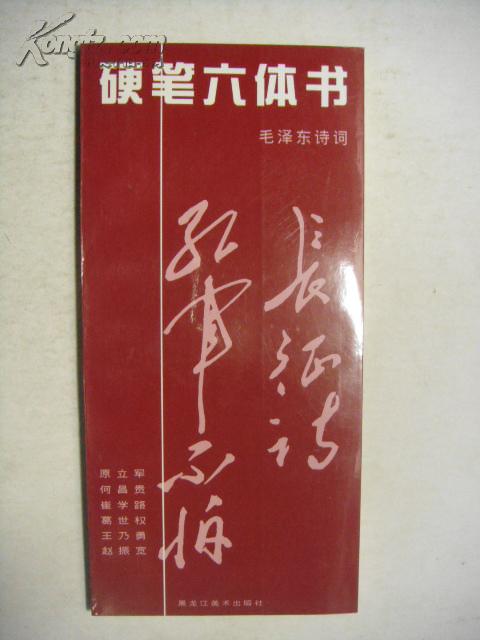 Kongfz.com
硬笔六体书
毛泽东诗词
長征诗
红军不怕
原立军
何昌贵
崔学路
葛世权
王乃勇
赵振宽
黑龙江美术出版社